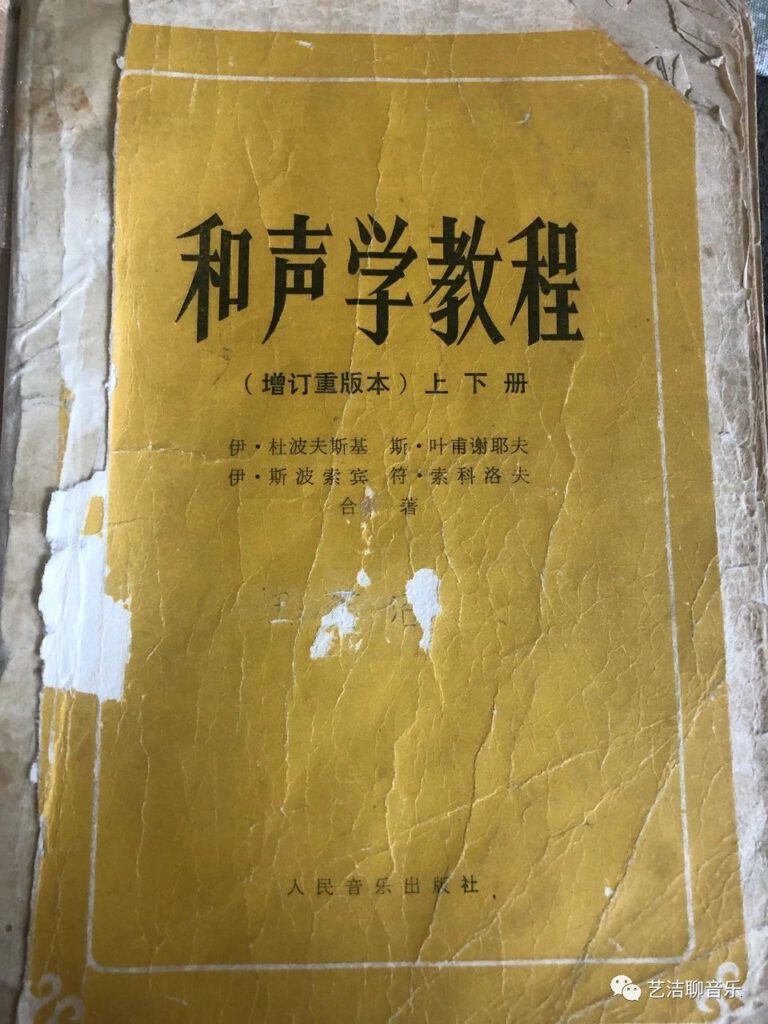 和声学教程
（增订重版本）上下册
伊·杜波夫斯基 斯·叶甫谢耶夫
伊·斯波索宾 符·索科洛夫
合 著
人民音乐出版社
艺洁聊音乐